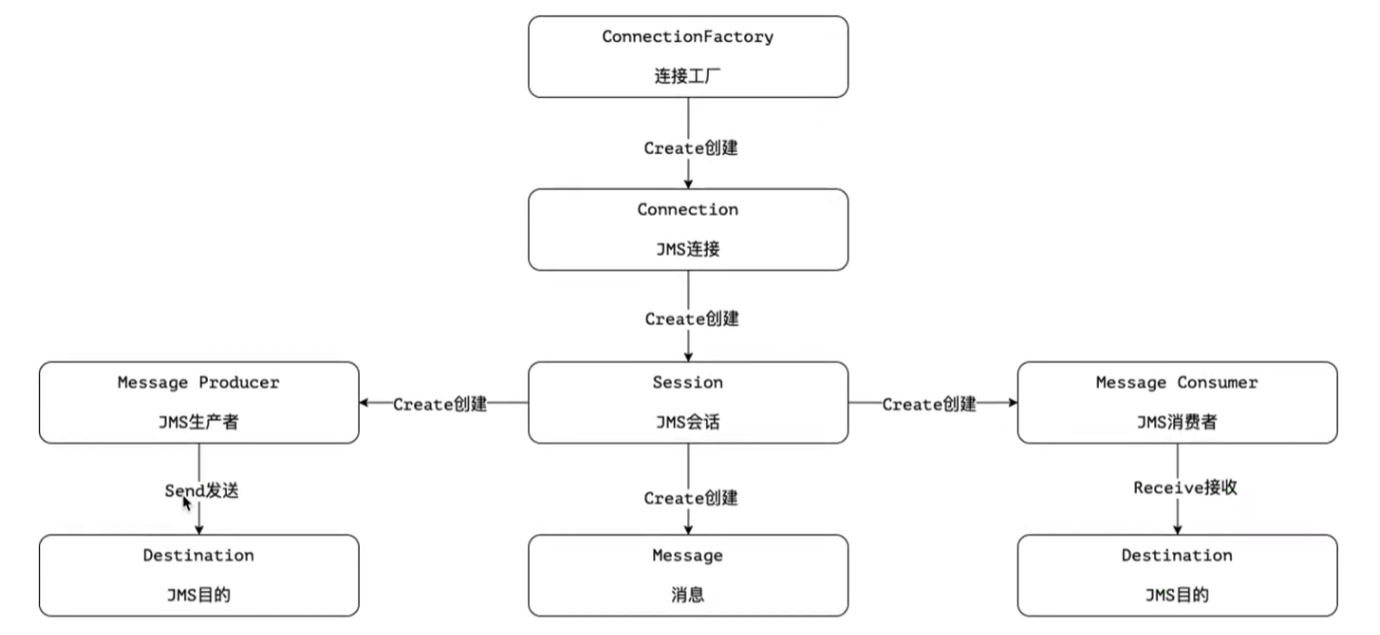 ConnectionFactory
连接工厂
Create创建
Connection
JMS连接
Create创建
Message Producer
JMS生产者
Create创建
Session
JMS会话
Create创建
Message Consumer
JMS消费者
Send发送
Create创建
Receive接收
Destination
JMS目的
Message
消息
Destination
JMS目的